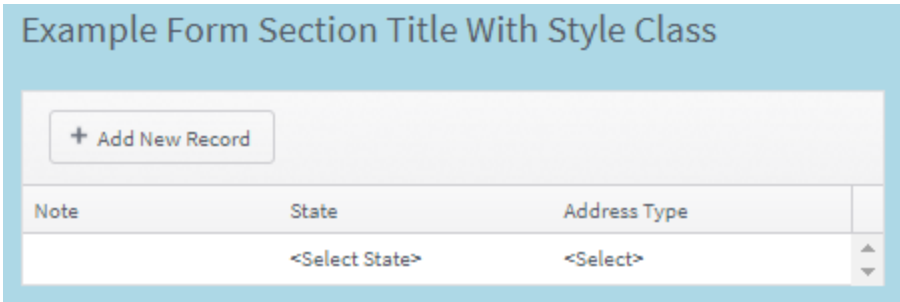 Example Form Section Title With Style Class
+ Add New Record
Note State Address Type
<Select State> <Select>